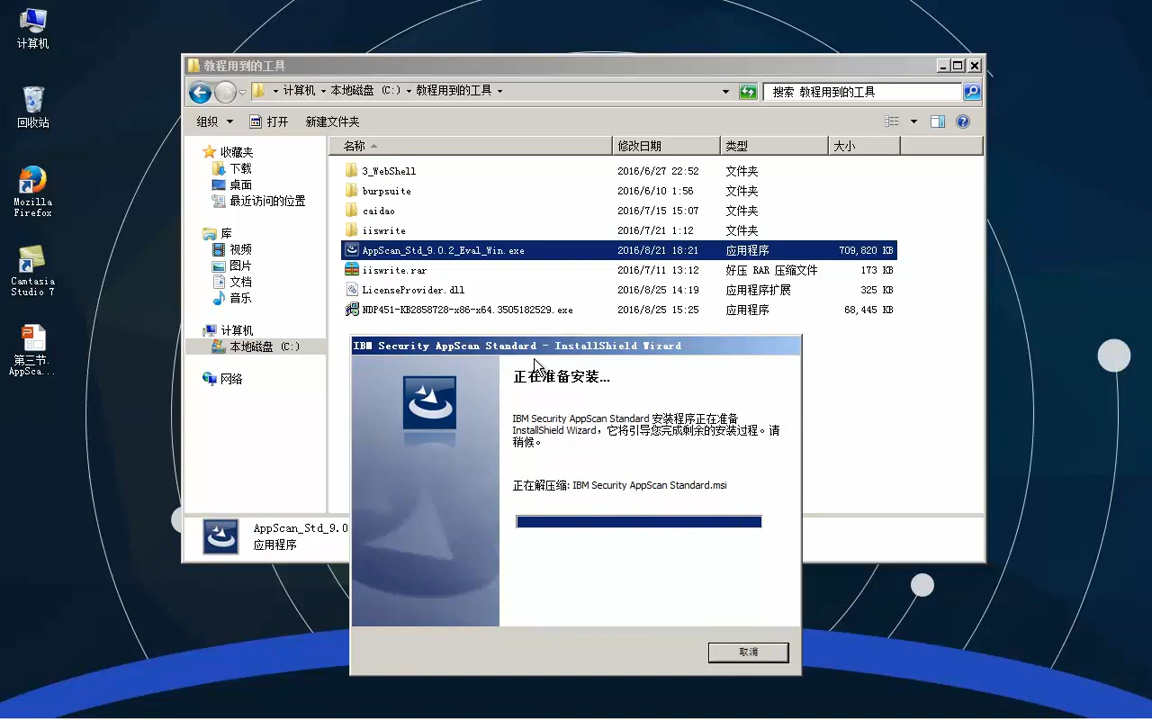 计算机
回收站
Mozilla
Firefox
Camtasia
Studio 7
第三节.
AppSca...
教程用到的工具
计算机 本地磁盘 (C:) 教程用到的工具
搜索 教程用到的工具
组织 打开 新建文件夹
收藏夹
下载
桌面
最近访问的位置
库
视频
图片
文档
音乐
计算机
本地磁盘 (C:)
网络
名称 修改日期 类型 大小
3_WebShell 2016/6/27 22:52 文件夹
burpsuite 2016/6/10 1:56 文件夹
caidao 2016/7/15 15:07 文件夹
iiswrite 2016/7/21 1:12 文件夹
AppScan_Std_9.0.2_Eval_Win.exe 2016/8/21 18:21 应用程序 709,820 KB
iiswrite.rar 2016/7/11 13:12 好压 RAR 压缩文件 173 KB
LicenseProvider.dll 2016/8/25 14:19 应用程序扩展 325 KB
NDP451-KB2858728-x86-x64.3505182529.exe 2016/8/25 15:25 应用程序 68,445 KB
AppScan_Std_9.0
应用程序
IBM Security AppScan Standard - InstallShield Wizard
正在准备安装...
IBM Security AppScan Standard 安装程序正在准备
InstallShield Wizard，它将引导您完成剩余的安装过程。请
稍候。
正在解压缩: IBM Security AppScan Standard.msi
取消